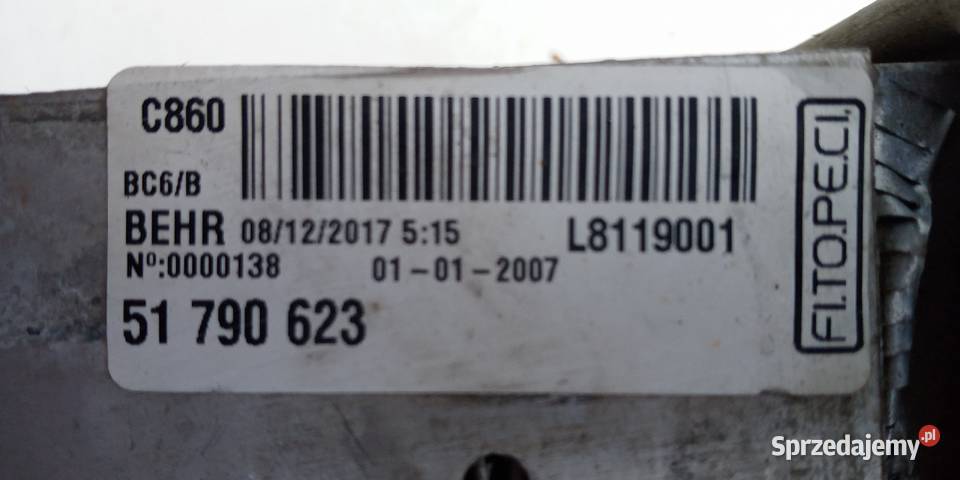 C860
BC6/B
BEHR 08/12/2017 5:15 L8119001
Nº:0000138 01-01-2007
51 790 623
FI.TO.PE.CI.
Sprzedajemy.pl